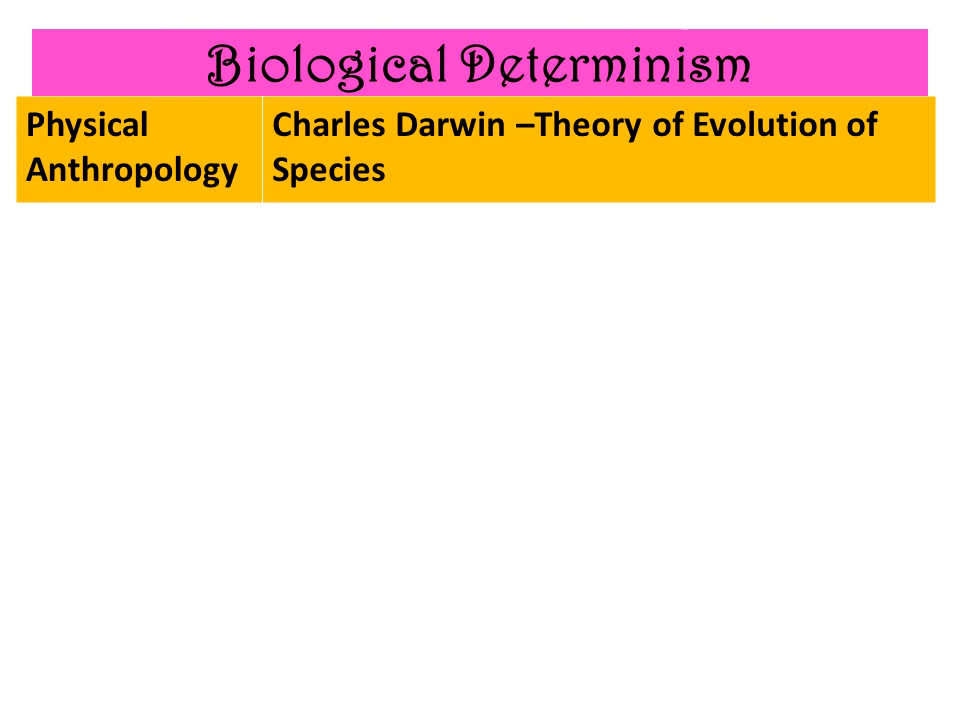 Biological Determinism
Physical
Anthropology
Charles Darwin –Theory of Evolution of
Species